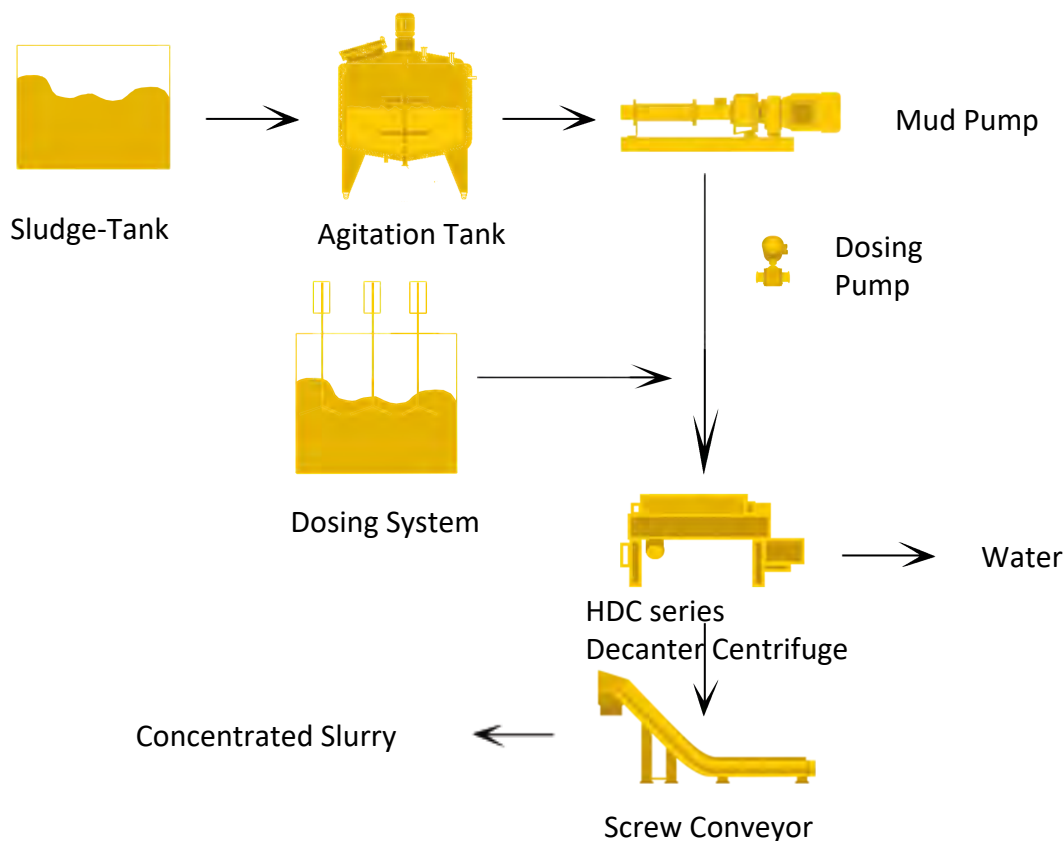 Mud Pump
Sludge-Tank
Agitation Tank
Dosing
Pump
Dosing System
Water
HDC series
Decanter Centrifuge
Concentrated Slurry
Screw Conveyor